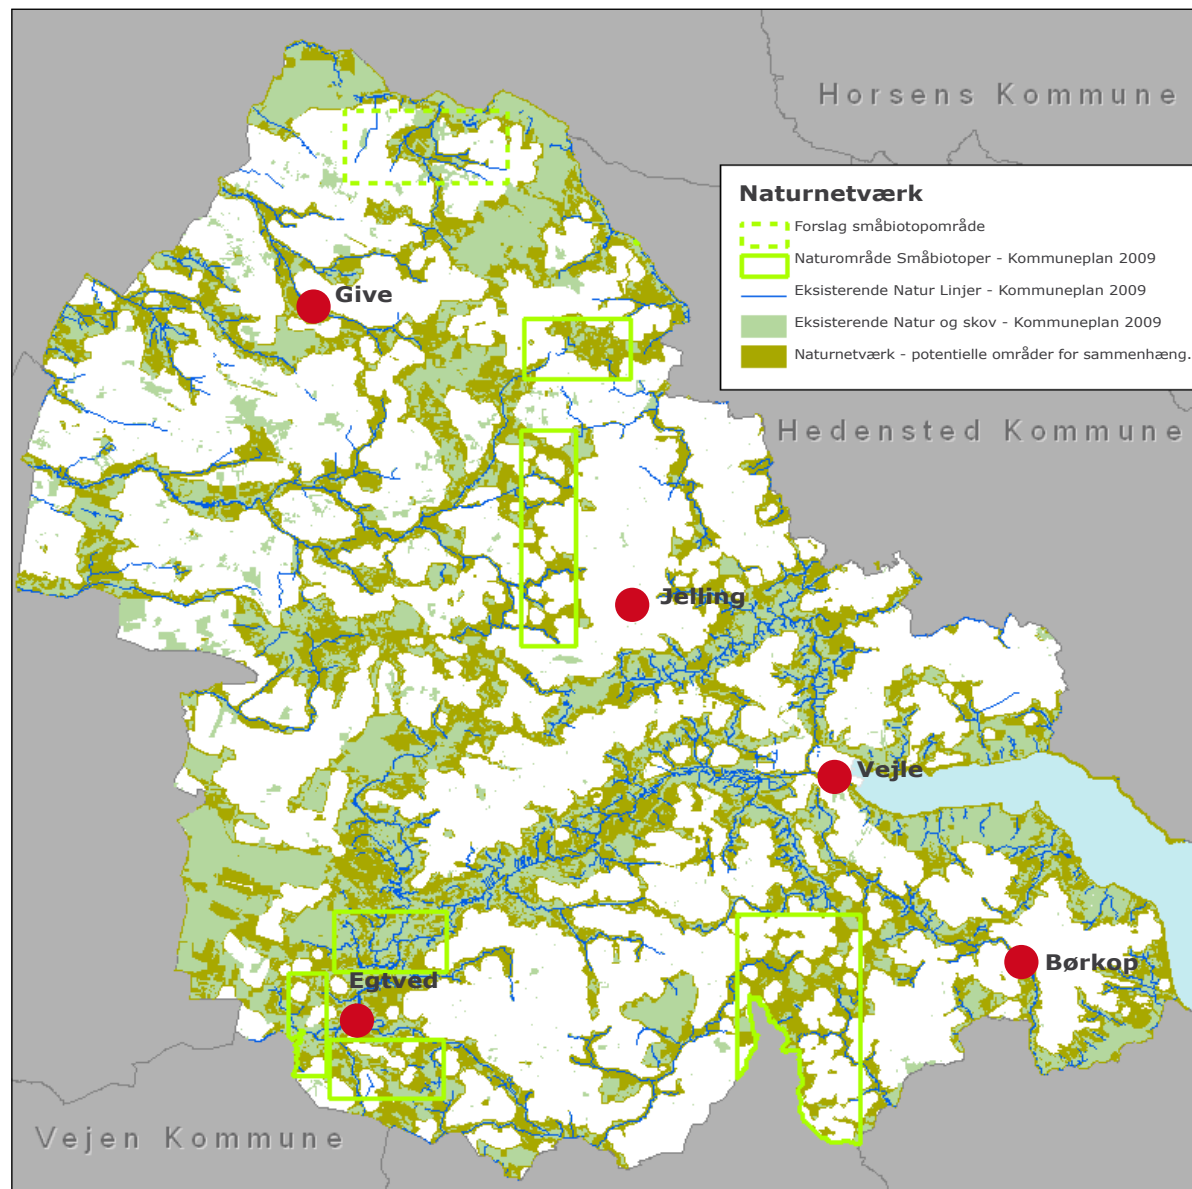 Horsens Kommune
Naturnetværk
Forslag småbiotopområde
Naturområde Småbiotoper - Kommuneplan 2009
Eksisterende Natur Linjer - Kommuneplan 2009
Eksisterende Natur og skov - Kommuneplan 2009
Naturnetværk - potentielle områder for sammenhæng.
Give
Hedensted Kommune
Jelling
Vejle
Børkop
Egtved
Vejen Kommune